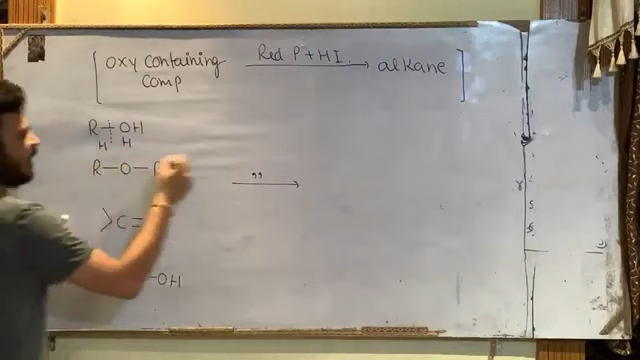 [ oxy containing comp —Red P+HI→ alkane ]
R┼OH
H ⋮ H
R—O—
"→
>C=
—OH